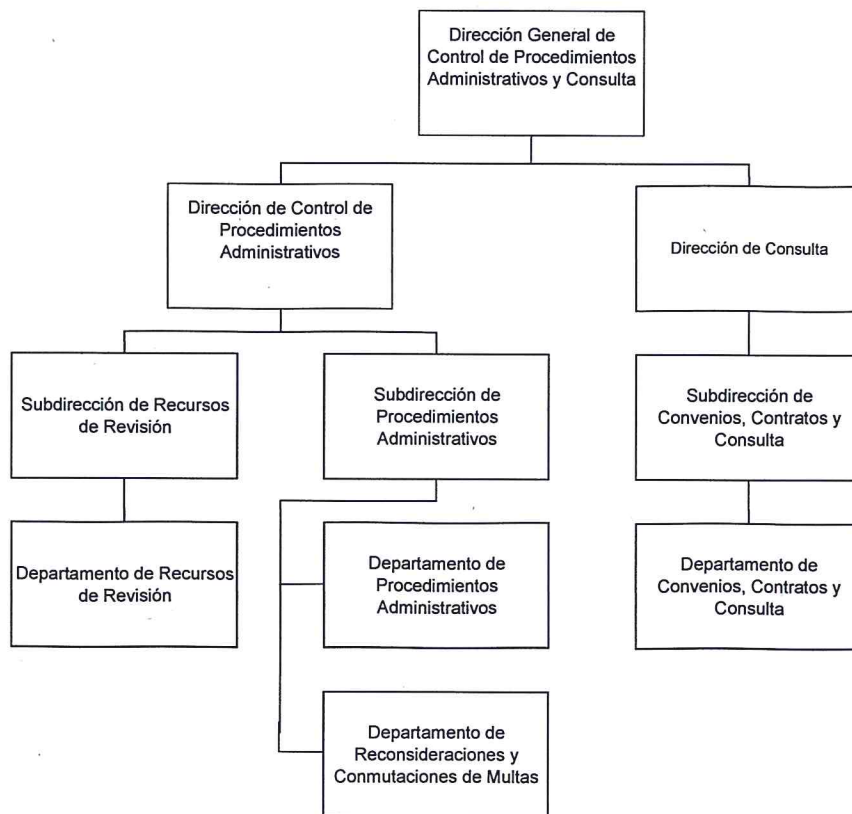 Dirección General de
Control de Procedimientos
Administrativos y Consulta
Dirección de Control de
Procedimientos
Administrativos
Dirección de Consulta
Subdirección de Recursos
de Revisión
Subdirección de
Procedimientos
Administrativos
Subdirección de
Convenios, Contratos y
Consulta
Departamento de Recursos
de Revisión
Departamento de
Procedimientos
Administrativos
Departamento de
Convenios, Contratos y
Consulta
Departamento de
Reconsideraciones y
Conmutaciones de Multas